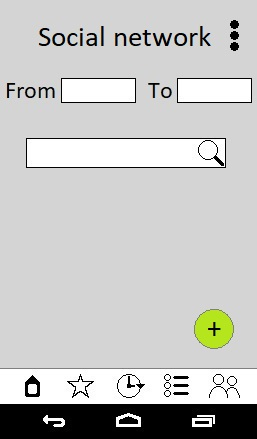 Social network
From To
+